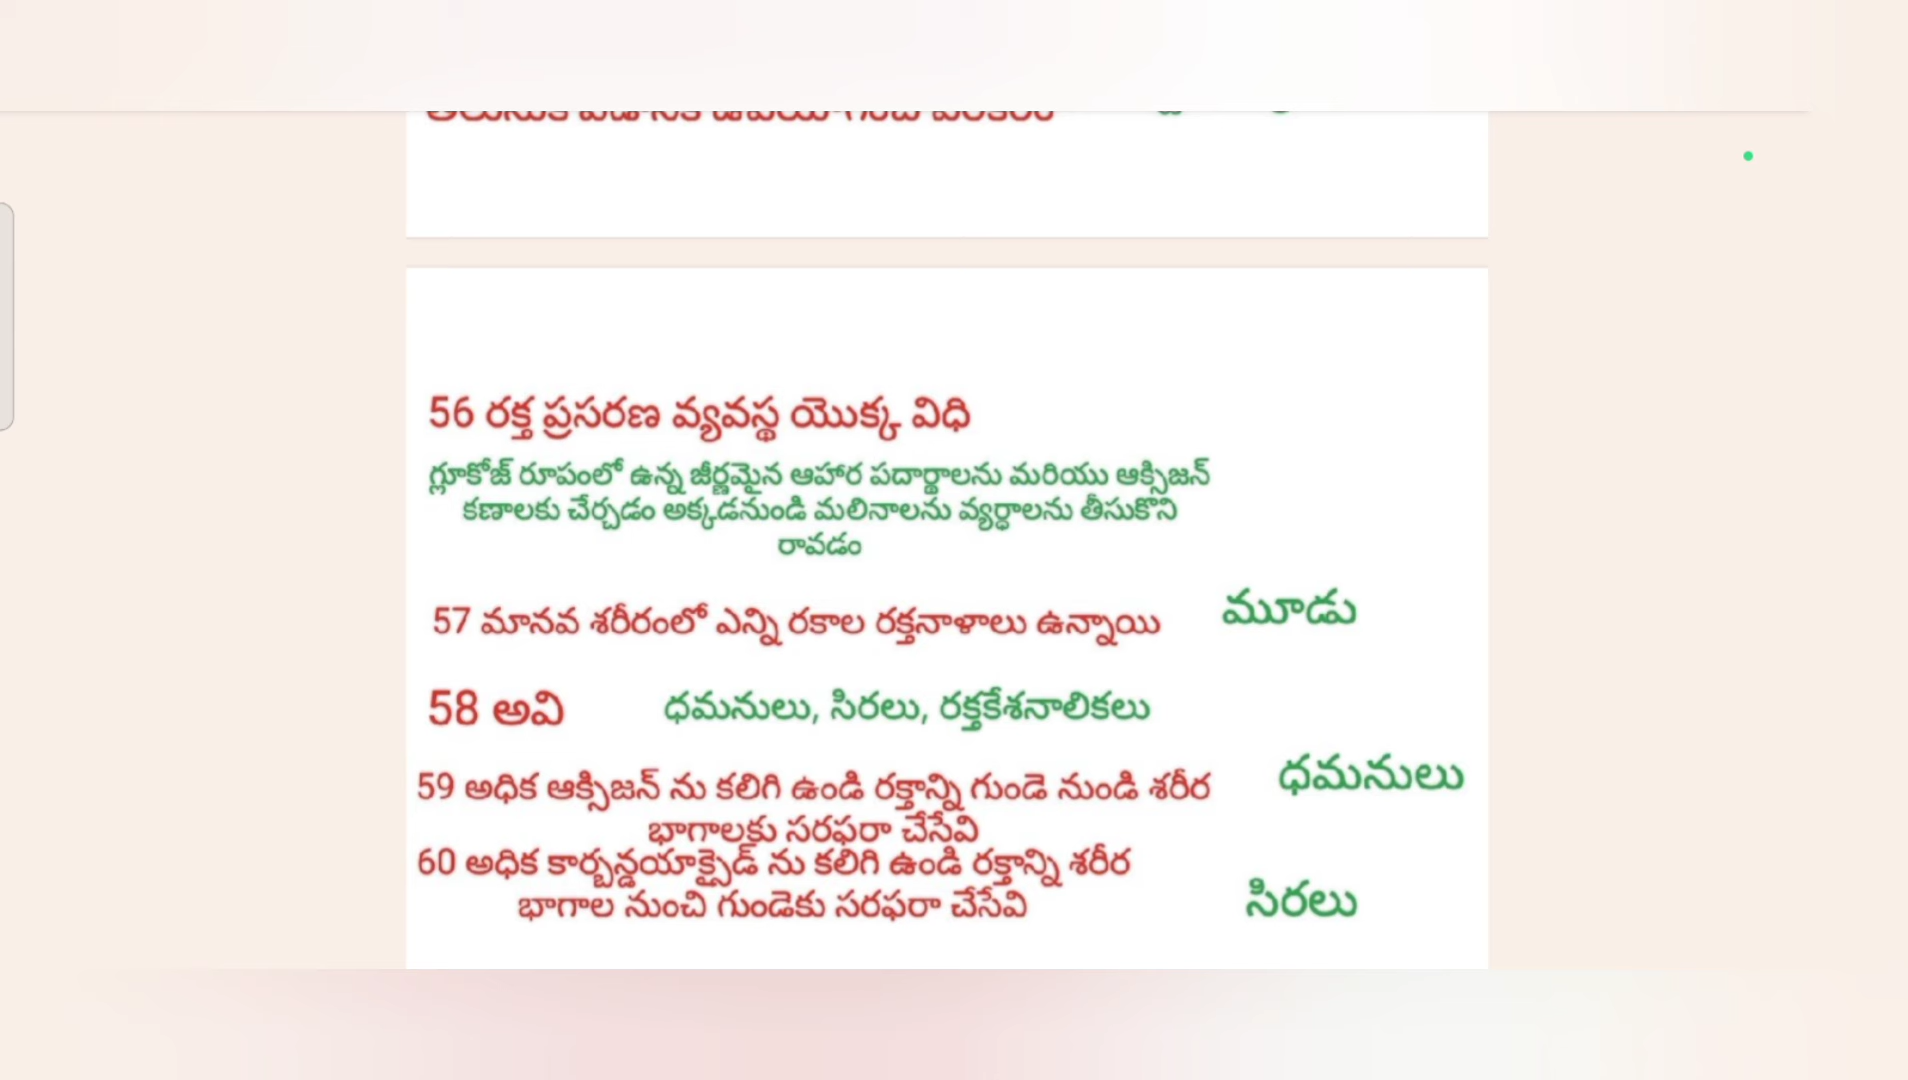 56 రక్త ప్రసరణ వ్యవస్థ యొక్క విధి
గ్లూకోజ్ రూపంలో ఉన్న జీర్ణమైన ఆహార పదార్థాలను మరియు ఆక్సిజన్
కణాలకు చేర్చడం అక్కడనుండి మలినాలను వ్యర్ధాలను తీసుకొని
రావడం
57 మానవ శరీరంలో ఎన్ని రకాల రక్తనాళాలు ఉన్నాయి మూడు
58 అవి ధమనులు, సిరలు, రక్తకేశనాలికలు
59 అధిక ఆక్సిజన్ ను కలిగి ఉండి రక్తాన్ని గుండె నుండి శరీర ధమనులు
భాగాలకు సరఫరా చేసేవి
60 అధిక కార్బన్డయాక్సైడ్ ను కలిగి ఉండి రక్తాన్ని శరీర
భాగాల నుంచి గుండెకు సరఫరా చేసేవి సిరలు